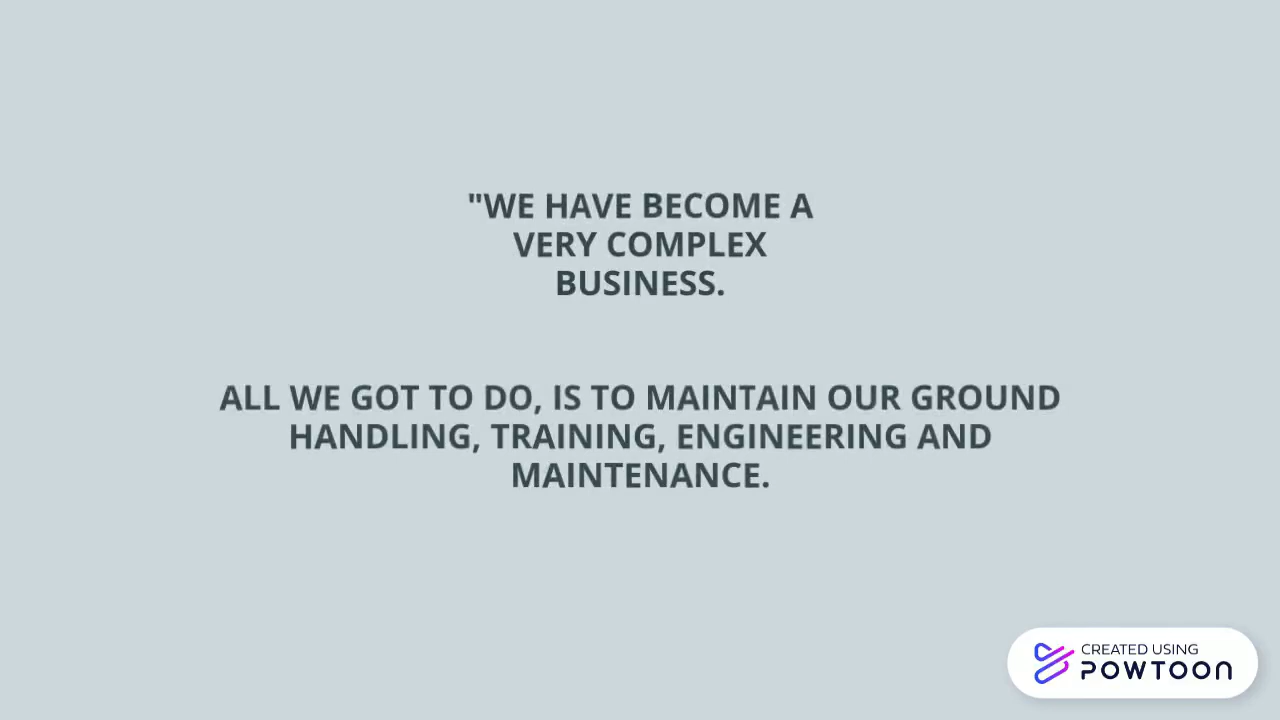 "WE HAVE BECOME A
VERY COMPLEX
BUSINESS.
ALL WE GOT TO DO, IS TO MAINTAIN OUR GROUND
HANDLING, TRAINING, ENGINEERING AND
MAINTENANCE.
CREATED USING
POWTOON